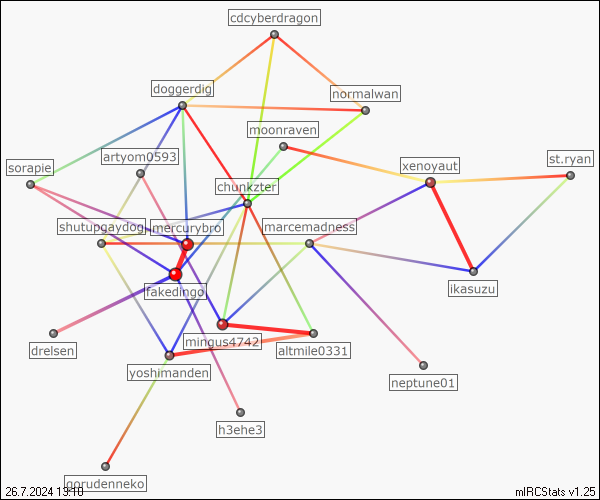 cdcyberdragon
doggerdig
normalwan
moonraven
artyom0593
sorapie
xenoyaut
st.ryan
chunkzter
shutupgaydog
mercurybro
marcemadness
fakedingo
ikasuzu
drelsen
mingus4742
altmile0331
yoshimanden
neptune01
h3ehe3
gorudenneko
26.7.2024 13:10
mIRCStats v1.25